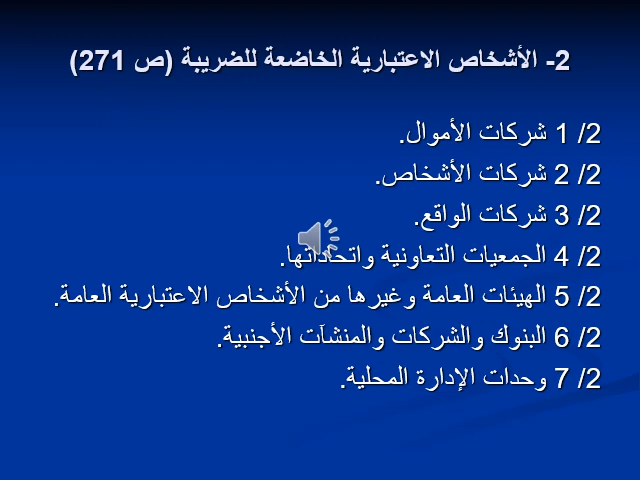 2- الأشخاص الاعتبارية الخاضعة للضريبة (ص 271)
2/ 1 شركات الأموال.
2/ 2 شركات الأشخاص.
2/ 3 شركات الواقع.
2/ 4 الجمعيات التعاونية واتحاداتها.
2/ 5 الهيئات العامة وغيرها من الأشخاص الاعتبارية العامة.
2/ 6 البنوك والشركات والمنشآت الأجنبية.
2/ 7 وحدات الإدارة المحلية.